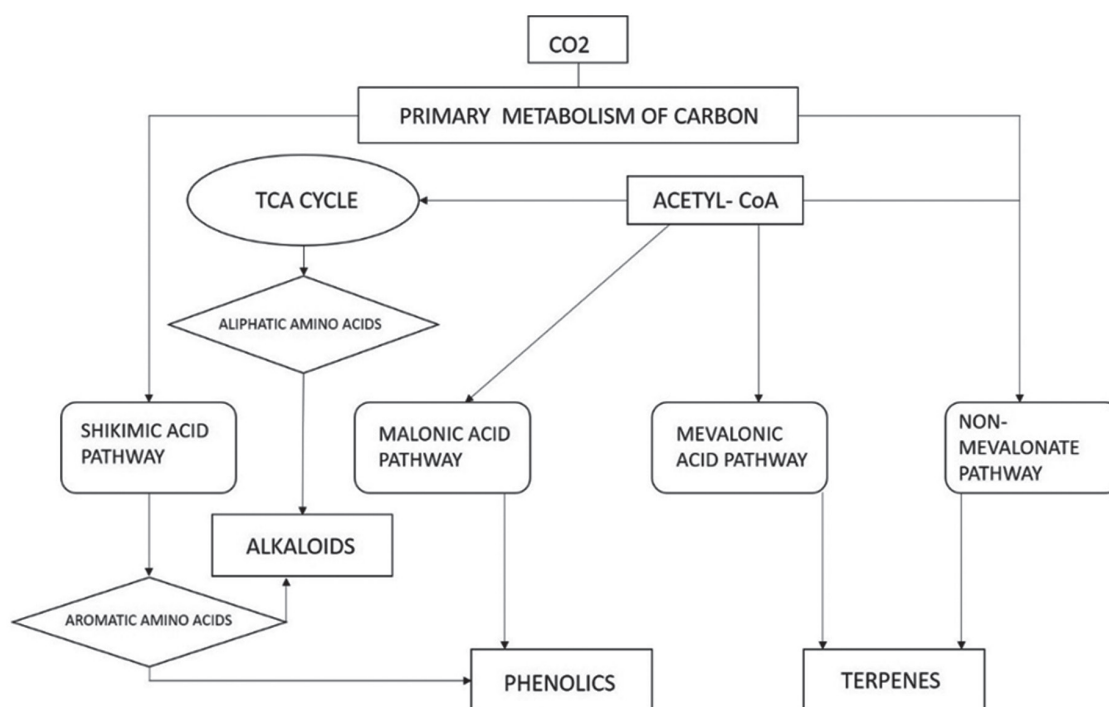 CO2
PRIMARY METABOLISM OF CARBON
TCA CYCLE
ACETYL- CoA
ALIPHATIC AMINO ACIDS
SHIKIMIC ACID
PATHWAY
MALONIC ACID
PATHWAY
MEVALONIC
ACID PATHWAY
NON-
MEVALONATE
PATHWAY
ALKALOIDS
AROMATIC AMINO ACIDS
PHENOLICS
TERPENES